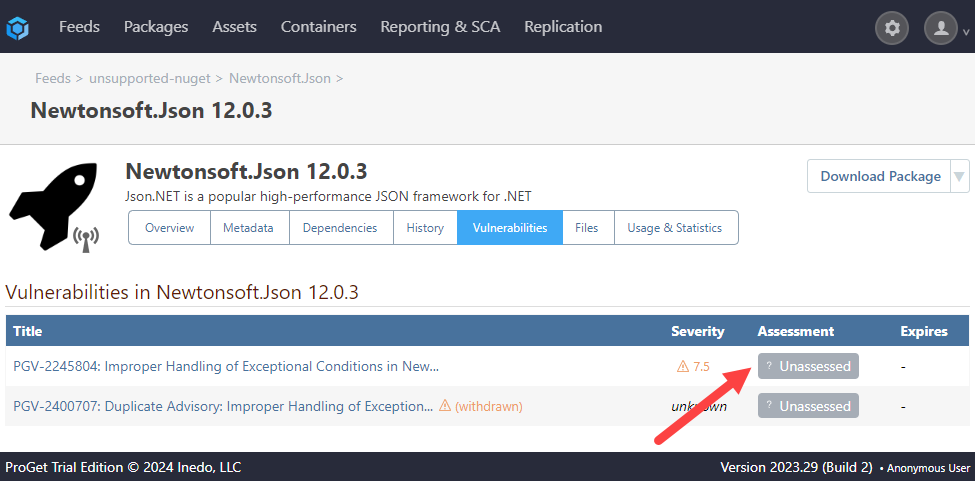 Feeds Packages Assets Containers Reporting & SCA Replication
Feeds > unsupported-nuget > Newtonsoft.Json >
Newtonsoft.Json 12.0.3
Newtonsoft.Json 12.0.3
Download Package
Json.NET is a popular high-performance JSON framework for .NET
Overview Metadata Dependencies History Vulnerabilities Files Usage & Statistics
Vulnerabilities in Newtonsoft.Json 12.0.3
Title Severity Assessment Expires
PGV-2245804: Improper Handling of Exceptional Conditions in New... 7.5 ? Unassessed -
PGV-2400707: Duplicate Advisory: Improper Handling of Exception... (withdrawn) unknown ? Unassessed -
ProGet Trial Edition © 2024 Inedo, LLC Version 2023.29 (Build 2) • Anonymous User